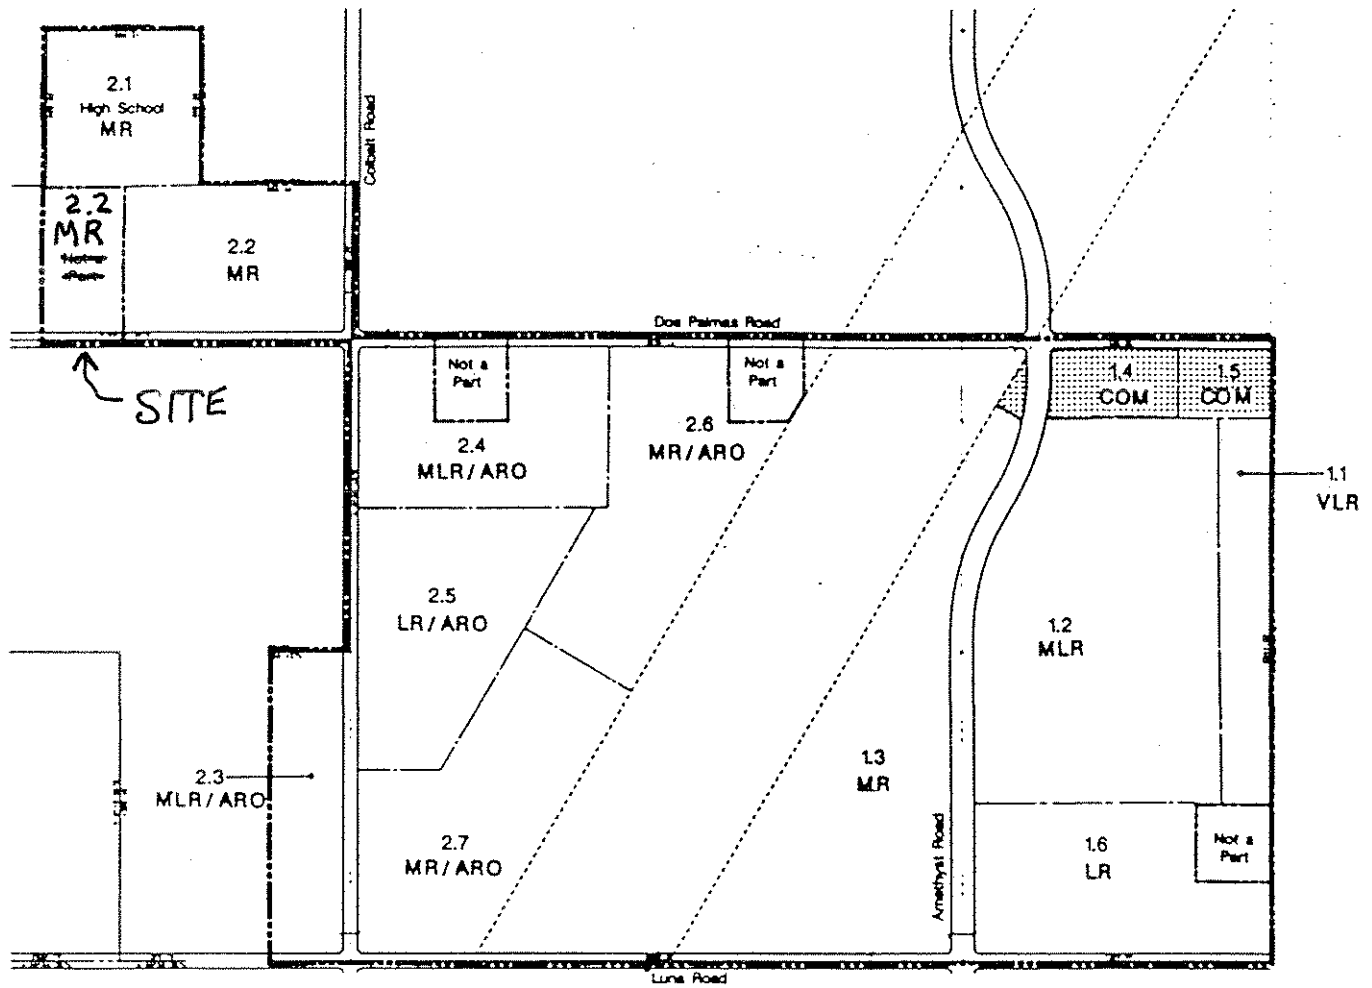 2.1
High School
MR
Colbalt Road
2.2
MR
Not a
Part
2.2
MR
Dos Palmas Road
SITE
Not a
Part
Not a
Part
1.4
COM
1.5
COM
2.4
MLR/ARO
2.6
MR/ARO
1.1
VLR
2.5
LR/ARO
1.2
MLR
2.3
MLR/ARO
1.3
MR
2.7
MR/ARO
Amethyst Road
1.6
LR
Not a
Part
Luna Road